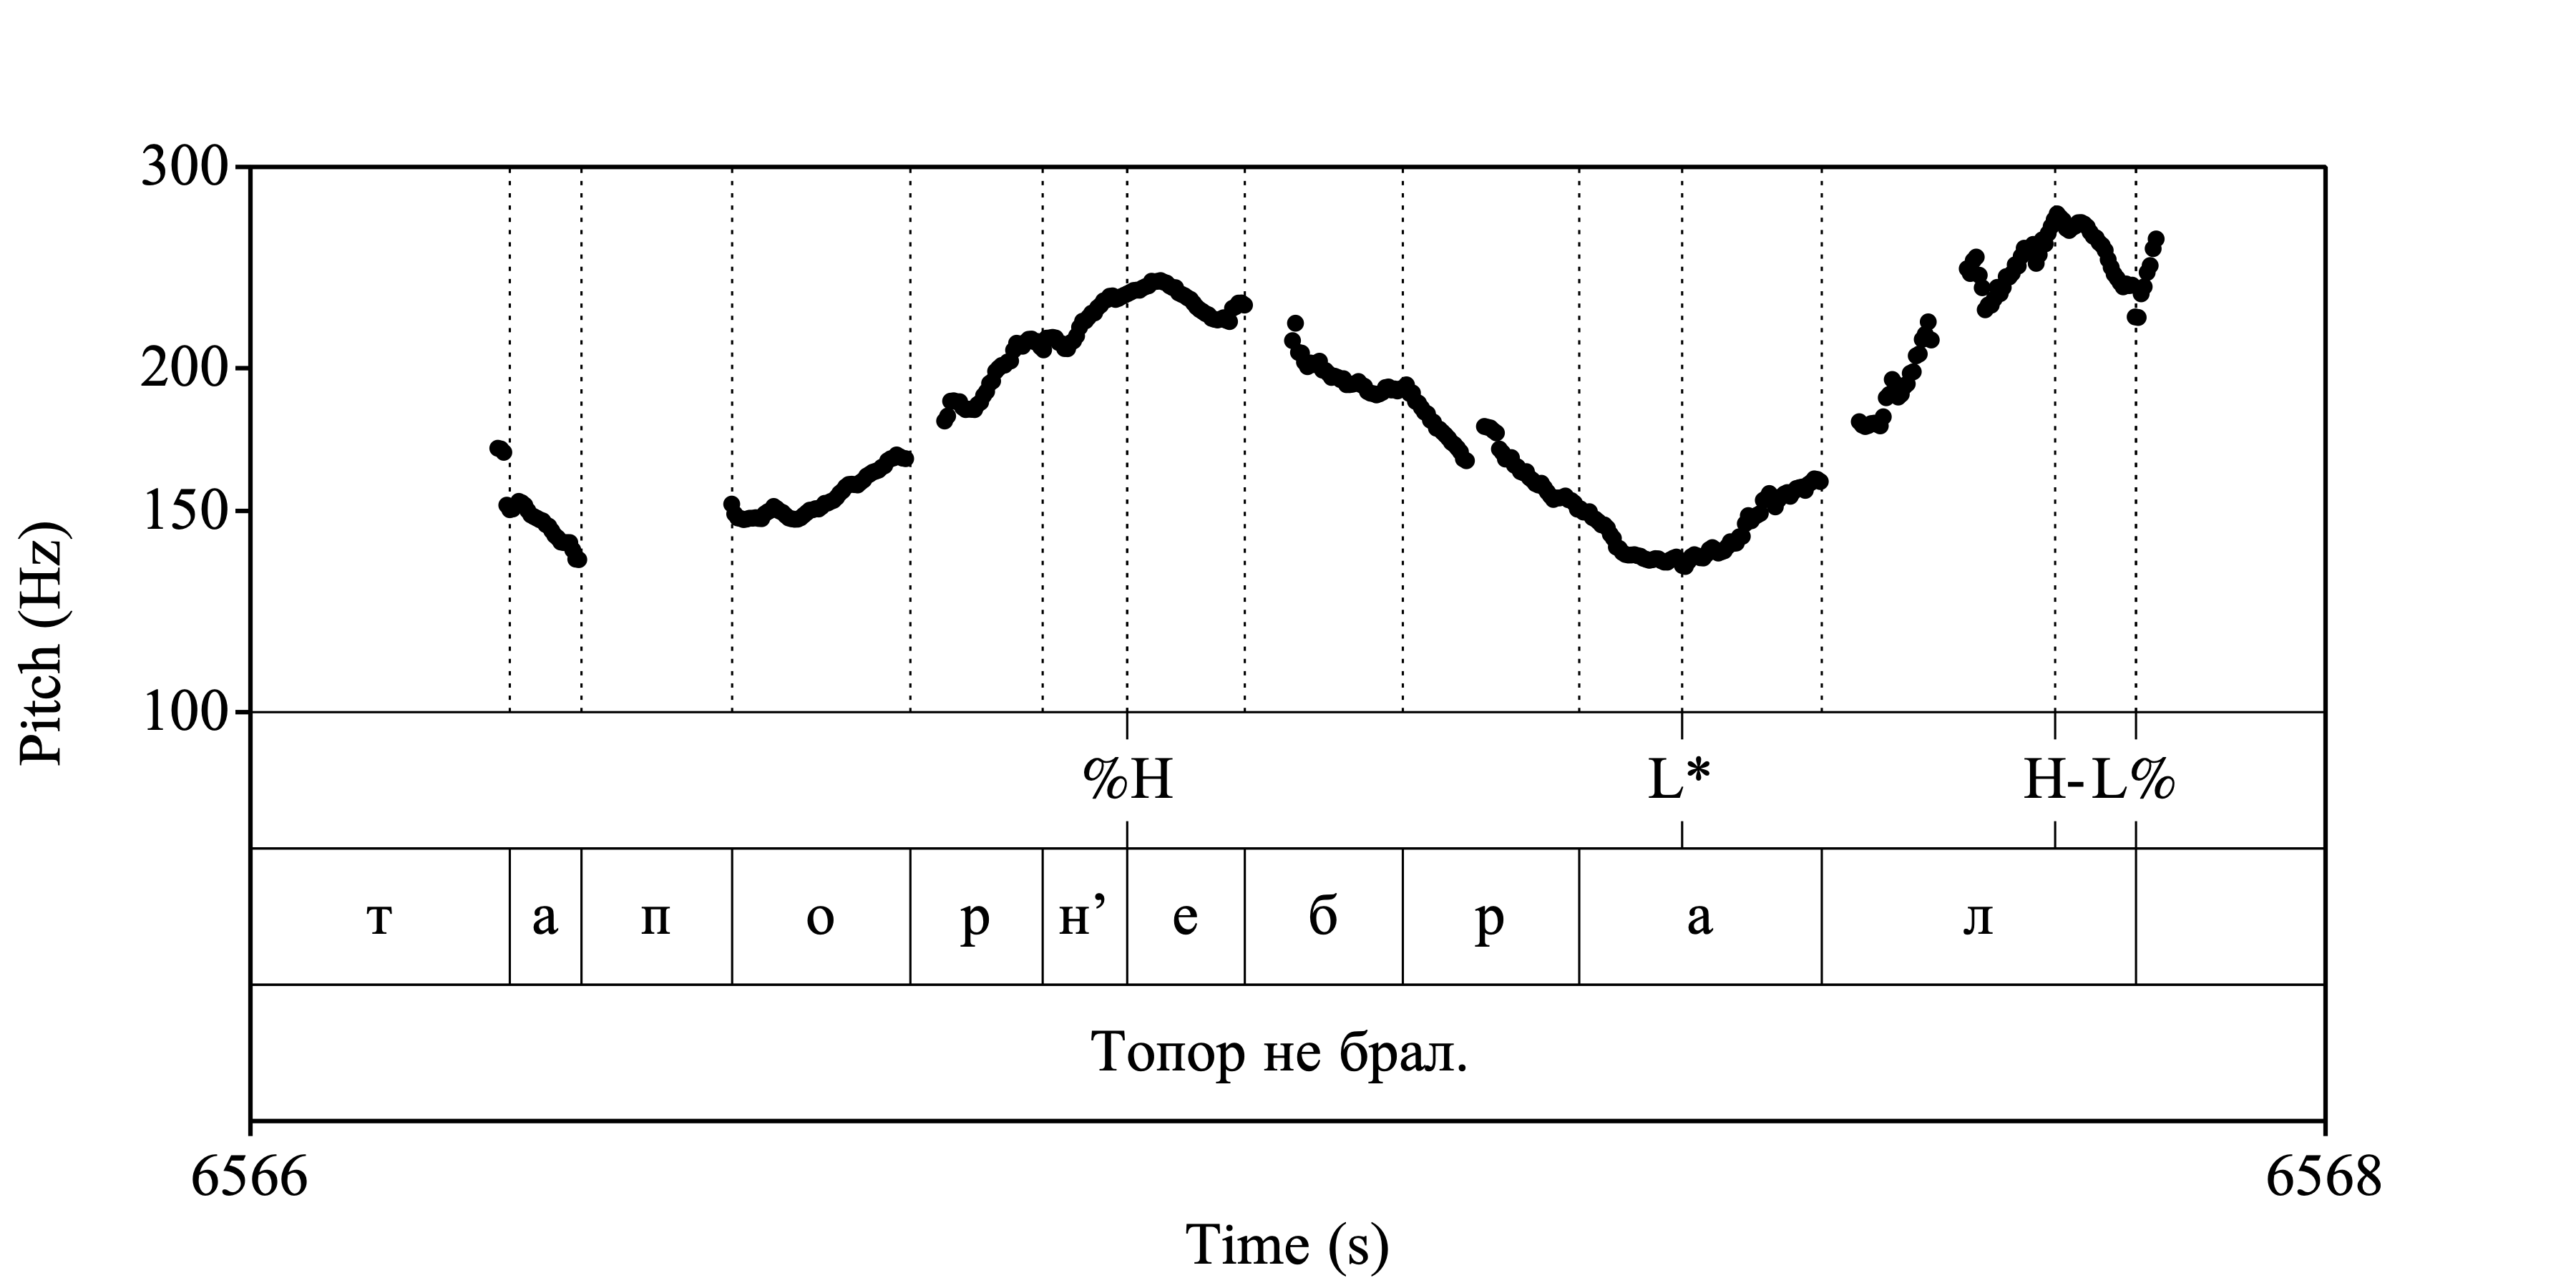 300
200
150
100
Pitch (Hz)
%H L* H- L%
т а п о р н’ е б р а л
Топор не брал.
6566 6568
Time (s)